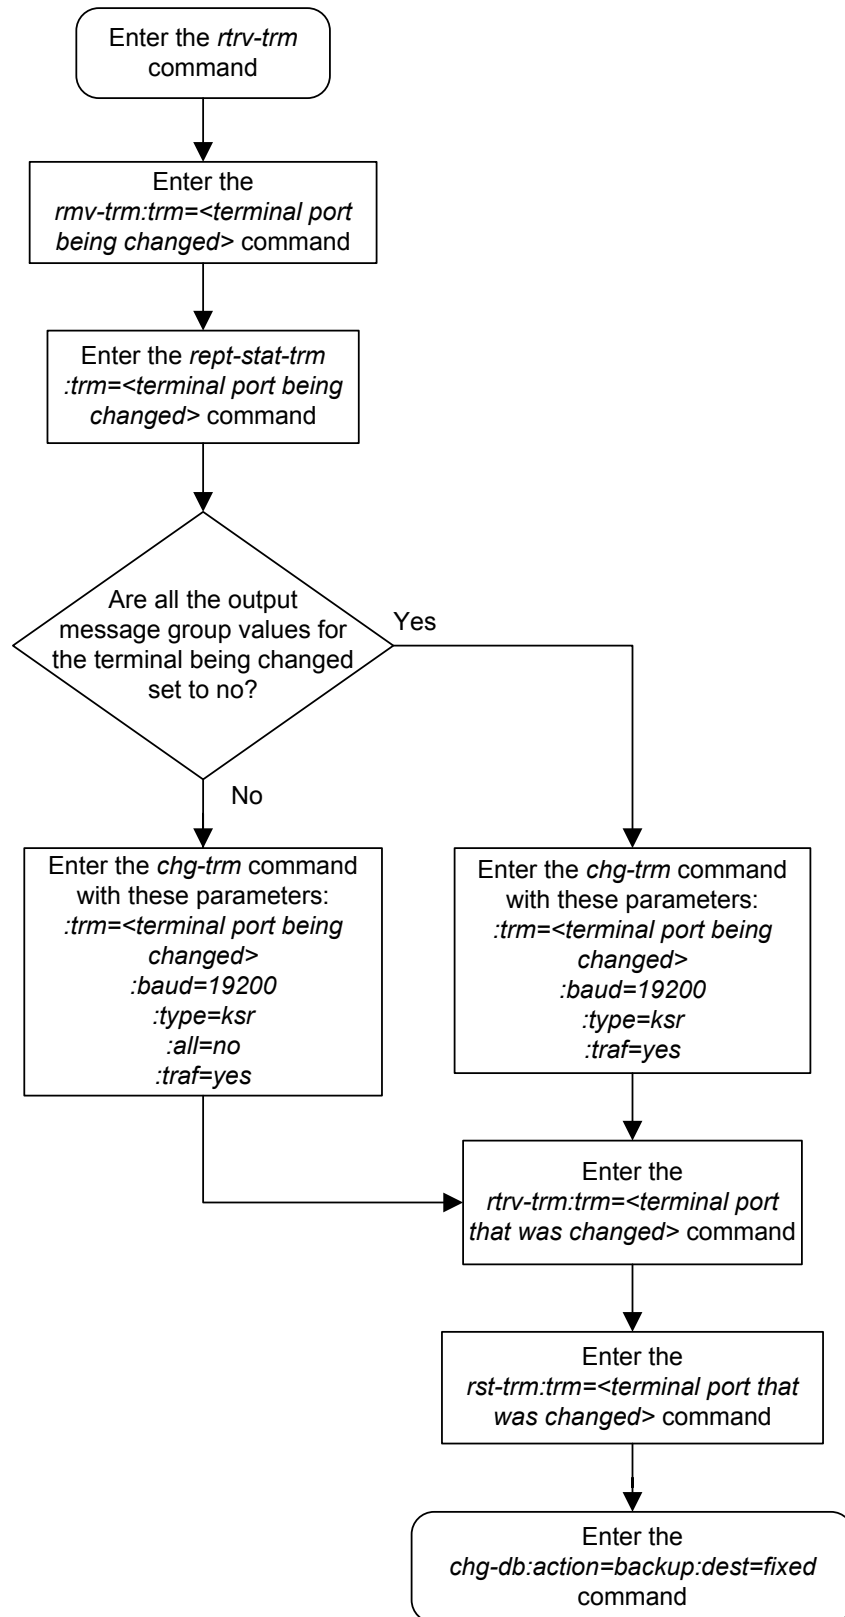 Enter the rtrv-trm
command
Enter the
rmv-trm:trm=<terminal port
being changed> command
Enter the rept-stat-trm
:trm=<terminal port being
changed> command
Are all the output
message group values for
the terminal being changed
set to no?
Yes
No
Enter the chg-trm command
with these parameters:
:trm=<terminal port being
changed>
:baud=19200
:type=ksr
:all=no
:traf=yes
Enter the chg-trm command
with these parameters:
:trm=<terminal port being
changed>
:baud=19200
:type=ksr
:traf=yes
Enter the
rtrv-trm:trm=<terminal port
that was changed> command
Enter the
rst-trm:trm=<terminal port that
was changed> command
Enter the
chg-db:action=backup:dest=fixed
command